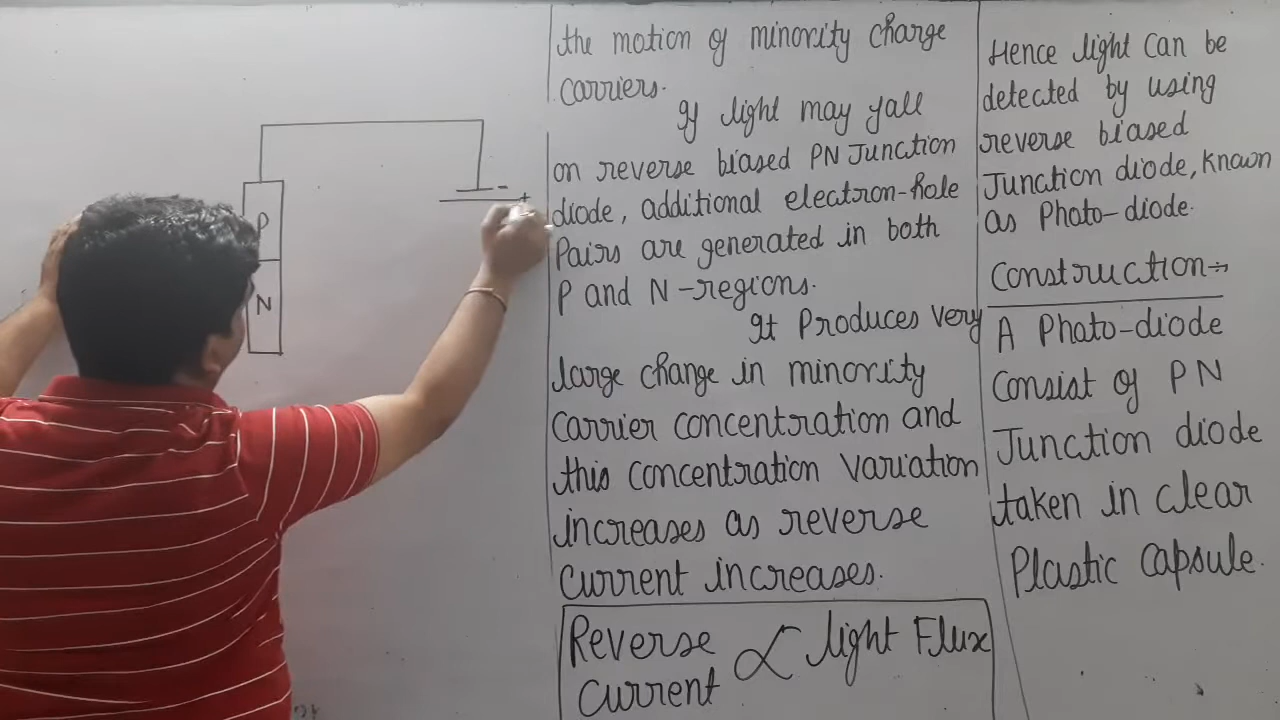 P
N
-
+
the motion of minority charge
carriers.
If light may fall
on reverse biased PN Junction
diode, additional electron-hole
Pairs are generated in both
P and N-regions.
It Produces very
large change in minority
carrier concentration and
this concentration variation
increases as reverse
current increases.
Reverse current ∝ light Flux
Hence light can be
detected by using
reverse biased
Junction diode, known
as Photo-diode.
Construction:-
A Photo-diode
Consist of PN
Junction diode
taken in clear
Plastic capsule.